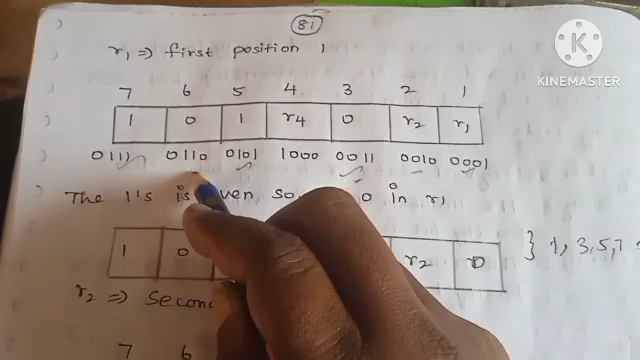 81
r1 => first position 1
KINEMASTER
7 6 5 4 3 2 1
1 0 1 r4 0 r2 r1
0111 0110 0101 1000 0011 0010 0001
The 1's is even so 0 in r1
1 0 r2 0 } 1, 3, 5, 7
r2 => Secon
7 6